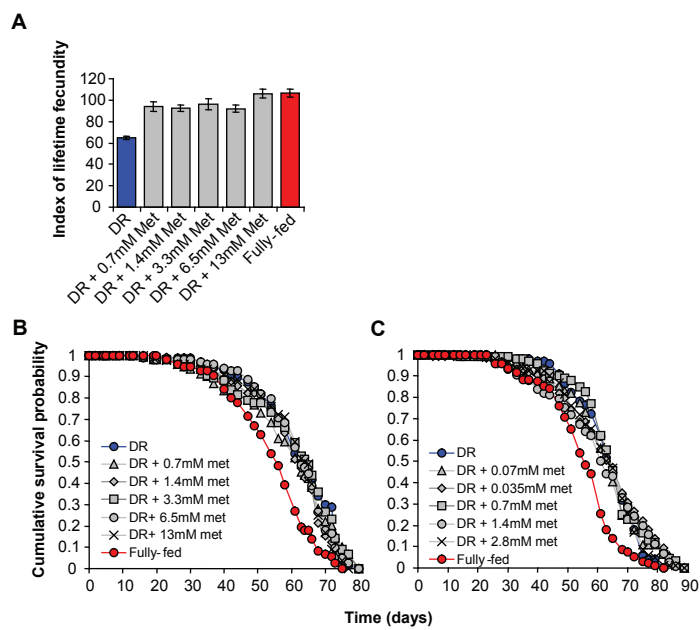 A
Index of lifetime fecundity
120
100
80
60
40
20
0
DR
DR + 0.7mM Met
DR + 1.4mM Met
DR + 3.3mM Met
DR + 6.5mM Met
DR + 13mM Met
Fully-fed
B
Cumulative survival probability
1
0.9
0.8
0.7
0.6
0.5
0.4
0.3
0.2
0.1
0
DR
DR + 0.7mM met
DR + 1.4mM met
DR + 3.3mM met
DR+ 6.5mM met
DR+ 13mM met
Fully-fed
0 10 20 30 40 50 60 70 80
C
1
0.9
0.8
0.7
0.6
0.5
0.4
0.3
0.2
0.1
0
DR
DR + 0.07mM met
DR + 0.035mM met
DR + 0.7mM met
DR + 1.4mM met
DR + 2.8mM met
Fully-fed
0 10 20 30 40 50 60 70 80 90
Time (days)